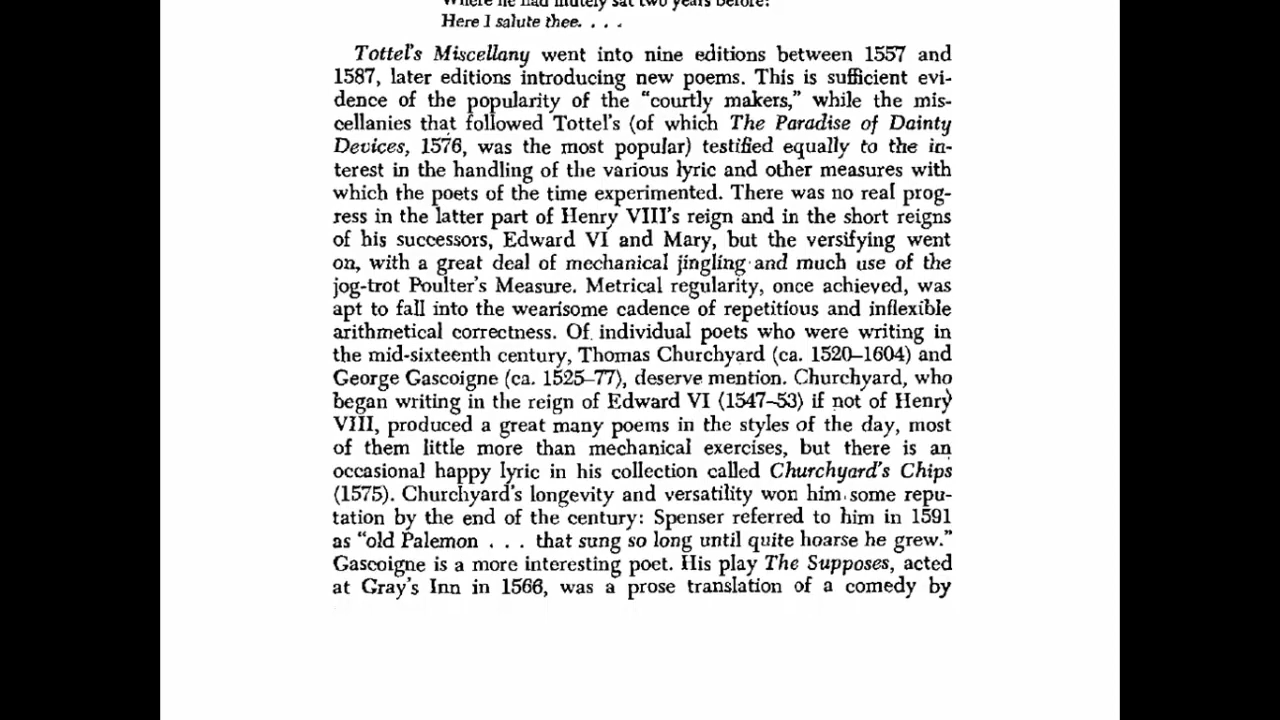 Where he had mutely sat two years before:
Here I salute thee. . . .
Tottel's Miscellany went into nine editions between 1557 and
1587, later editions introducing new poems. This is sufficient evi-
dence of the popularity of the "courtly makers," while the mis-
cellanies that followed Tottel's (of which The Paradise of Dainty
Devices, 1576, was the most popular) testified equally to the in-
terest in the handling of the various lyric and other measures with
which the poets of the time experimented. There was no real prog-
ress in the latter part of Henry VIII's reign and in the short reigns
of his successors, Edward VI and Mary, but the versifying went
on, with a great deal of mechanical jingling and much use of the
jog-trot Poulter's Measure. Metrical regularity, once achieved, was
apt to fall into the wearisome cadence of repetitious and inflexible
arithmetical correctness. Of individual poets who were writing in
the mid-sixteenth century, Thomas Churchyard (ca. 1520–1604) and
George Gascoigne (ca. 1525–77), deserve mention. Churchyard, who
began writing in the reign of Edward VI (1547–53) if not of Henry
VIII, produced a great many poems in the styles of the day, most
of them little more than mechanical exercises, but there is an
occasional happy lyric in his collection called Churchyard's Chips
(1575). Churchyard's longevity and versatility won him some repu-
tation by the end of the century: Spenser referred to him in 1591
as "old Palemon . . . that sung so long until quite hoarse he grew."
Gascoigne is a more interesting poet. His play The Supposes, acted
at Gray's Inn in 1566, was a prose translation of a comedy by